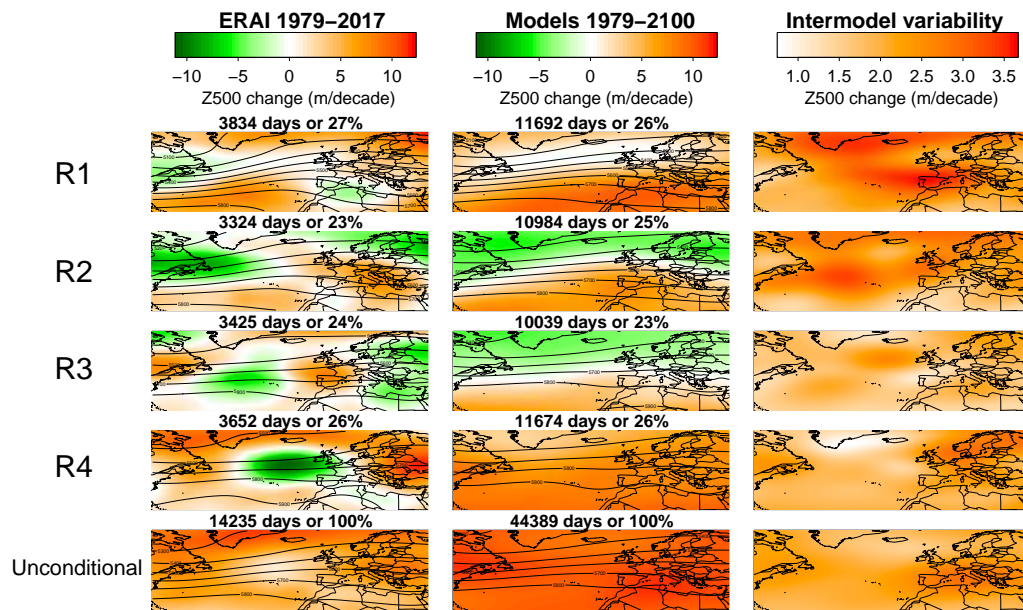 ERAI 1979−2017 Models 1979−2100 Intermodel variability
−10 −5 0 5 10 −10 −5 0 5 10 1.0 1.5 2.0 2.5 3.0 3.5
Z500 change (m/decade) Z500 change (m/decade) Z500 change (m/decade)
3834 days or 27% 11692 days or 26%
R1
3324 days or 23% 10984 days or 25%
R2
3425 days or 24% 10039 days or 23%
R3
3652 days or 26% 11674 days or 26%
R4
14235 days or 100% 44389 days or 100%
Unconditional